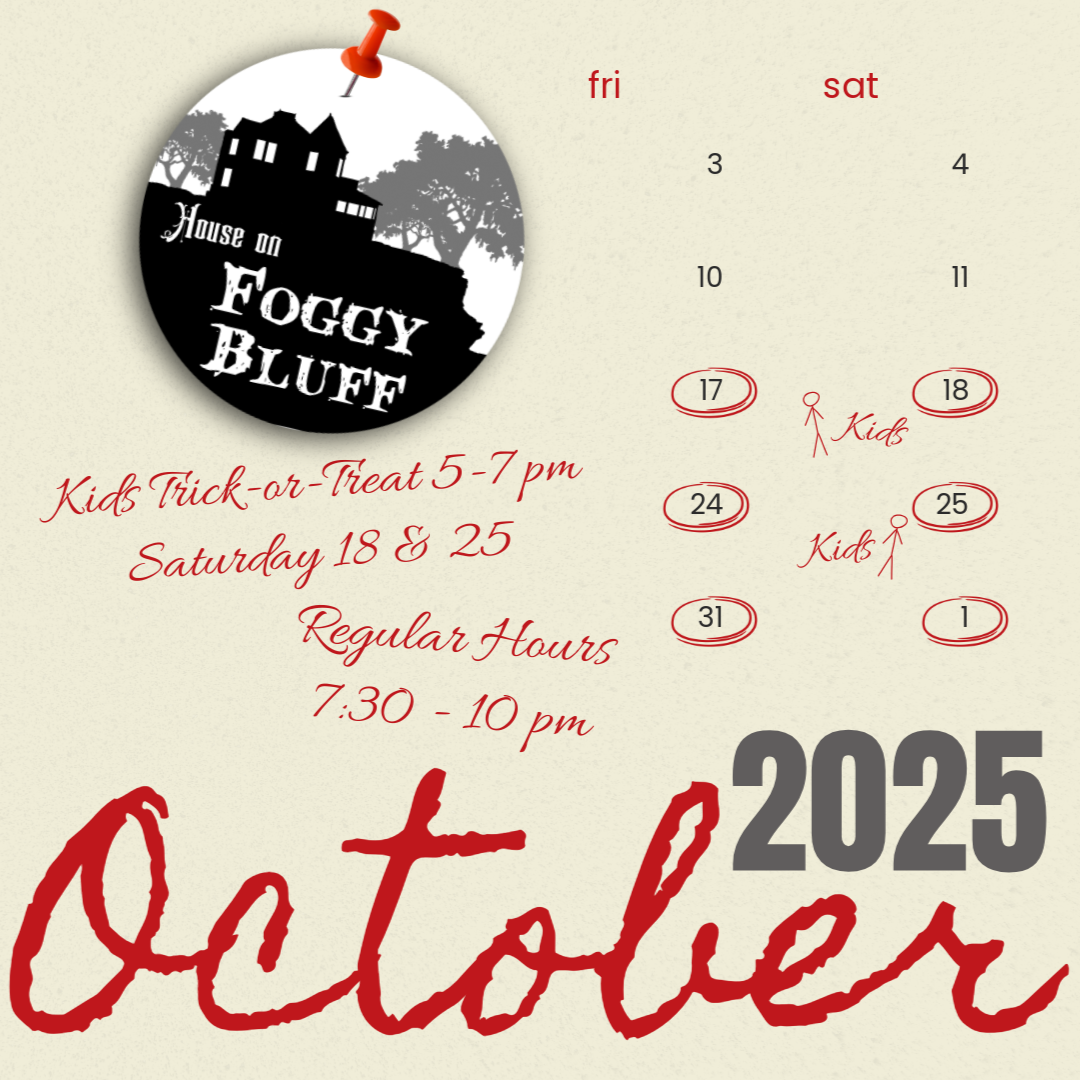 fri sat
3 4
10 11
17 18
Kids
24 25
Kids
31 1
House on
Foggy
Bluff
Kids Trick-or-Treat 5-7 pm
Saturday 18 & 25
Regular Hours
7:30 - 10 pm
2025
October